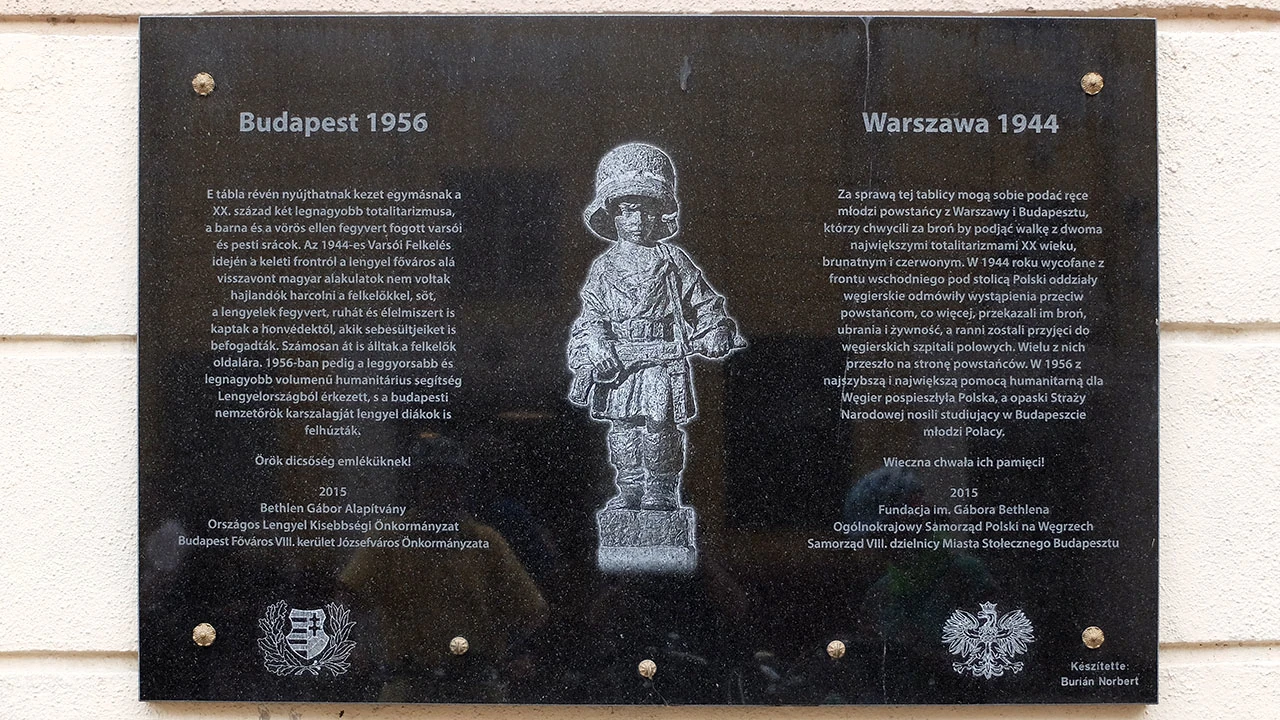 Budapest 1956
E tábla révén nyújthatnak kezet egymásnak a
XX. század két legnagyobb totalitarizmusa,
a barna és a vörös ellen fegyvert fogott varsói
és pesti srácok. Az 1944-es Varsói Felkelés
idején a keleti frontról a lengyel főváros alá
visszavont magyar alakulatok nem voltak
hajlandók harcolni a felkelőkkel, sőt,
a lengyelek fegyvert, ruhát és élelmiszert is
kaptak a honvédektől, akik sebesültjeiket is
befogadták. Számosan át is álltak a felkelők
oldalára. 1956-ban pedig a leggyorsabb és
legnagyobb volumenű humanitárius segítség
Lengyelországból érkezett, s a budapesti
nemzetőrök karszalagját lengyel diákok is
felhúzták.
Örök dicsőség emléküknek!
2015
Bethlen Gábor Alapítvány
Országos Lengyel Kisebbségi Önkormányzat
Budapest Főváros VIII. kerület Józsefváros Önkormányzata
Warszawa 1944
Za sprawą tej tablicy mogą sobie podać ręce
młodzi powstańcy z Warszawy i Budapesztu,
którzy chwycili za broń by podjąć walkę z dwoma
największymi totalitarizmami XX wieku,
brunatnym i czerwonym. W 1944 roku wycofane z
frontu wschodniego pod stolicą Polski oddziały
węgierskie odmówiły wystąpienia przeciw
powstańcom, co więcej, przekazali im broń,
ubrania i żywność, a ranni zostali przyjęci do
węgierskich szpitali polowych. Wielu z nich
przeszło na stronę powstańców. W 1956 z
najszybszą i największą pomocą humanitarną dla
Węgier pospieszłyła Polska, a opaski Straży
Narodowej nosili studiujący w Budapeszcie
młodzi Polacy.
Wieczna chwała ich pamięci!
2015
Fundacja im. Gábora Bethlena
Ogólnokrajowy Samorząd Polski na Węgrzech
Samorząd VIII. dzielnicy Miasta Stołecznego Budapesztu
Készítette:
Burián Norbert